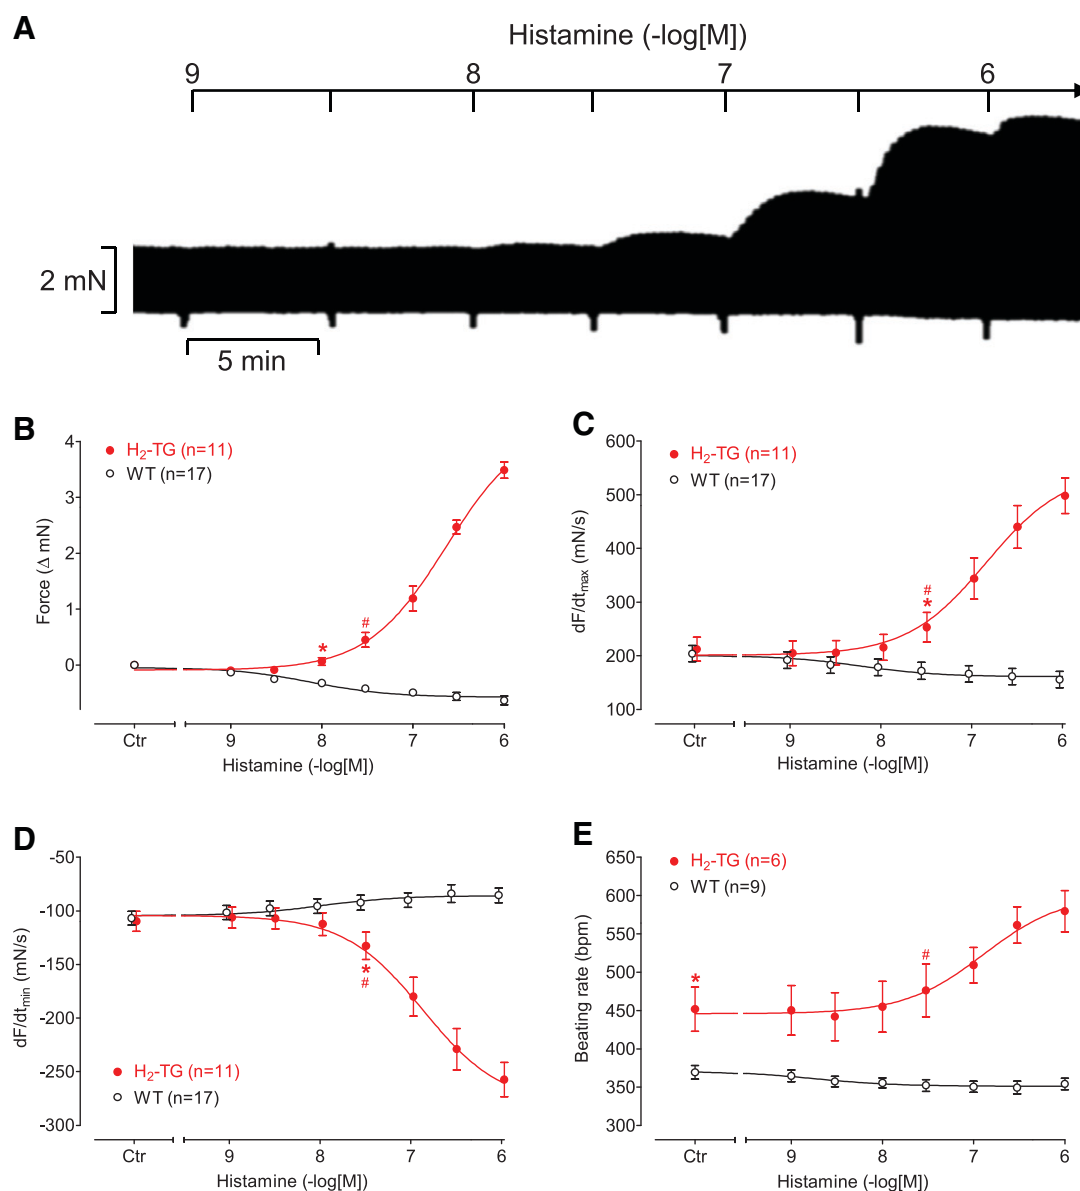 A
Histamine (-log[M])
9 8 7 6
2 mN
5 min
B
H2-TG (n=11)
WT (n=17)
4
3
2
1
0
Force (Δ mN)
Ctr 9 8 7 6
Histamine (-log[M])
*
#
C
H2-TG (n=11)
WT (n=17)
600
500
400
300
200
100
dF/dtmax (mN/s)
#
*
Ctr 9 8 7 6
Histamine (-log[M])
D
-50
-100
-150
-200
-250
-300
dF/dtmin (mN/s)
*
#
H2-TG (n=11)
WT (n=17)
Ctr 9 8 7 6
Histamine (-log[M])
E
H2-TG (n=6)
WT (n=9)
650
600
550
500
450
400
350
300
Beating rate (bpm)
*
#
Ctr 9 8 7 6
Histamine (-log[M])